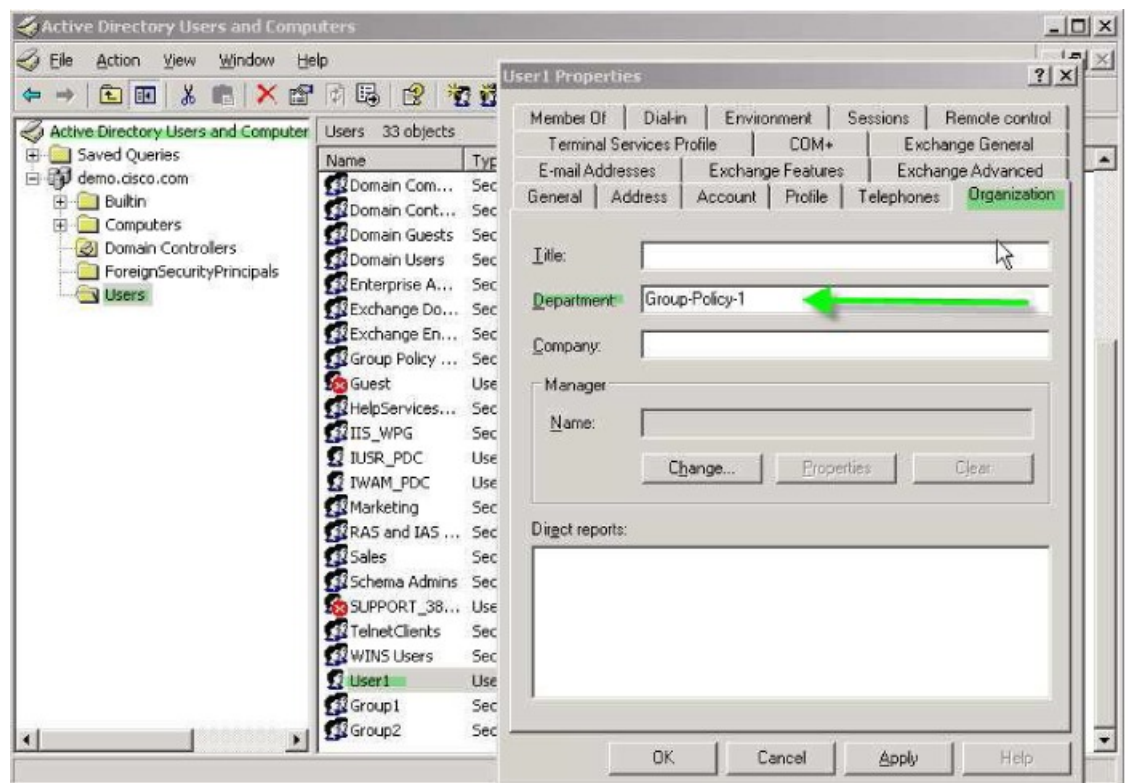 Active Directory Users and Computers
File Action View Window Help
Active Directory Users and Computer
Saved Queries
demo.cisco.com
Builtin
Computers
Domain Controllers
ForeignSecurityPrincipals
Users
Users 33 objects
Name Typ
Domain Com... Sec
Domain Cont... Sec
Domain Guests Sec
Domain Users Sec
Enterprise A... Sec
Exchange Do... Sec
Exchange En... Sec
Group Policy ... Sec
Guest Use
HelpServices... Sec
IIS_WPG Sec
IUSR_PDC Use
IWAM_PDC Use
Marketing Sec
RAS and IAS ... Sec
Sales Sec
Schema Admins Sec
SUPPORT_38... Use
TelnetClients Sec
WINS Users Sec
User1 Use
Group1 Sec
Group2 Sec
User1 Properties
Member Of Dial-in Environment Sessions Remote control
Terminal Services Profile COM+ Exchange General
E-mail Addresses Exchange Features Exchange Advanced
General Address Account Profile Telephones Organization
Title:
Department: Group-Policy-1
Company:
Manager
Name:
Change... Properties Clear
Direct reports:
OK Cancel Apply Help